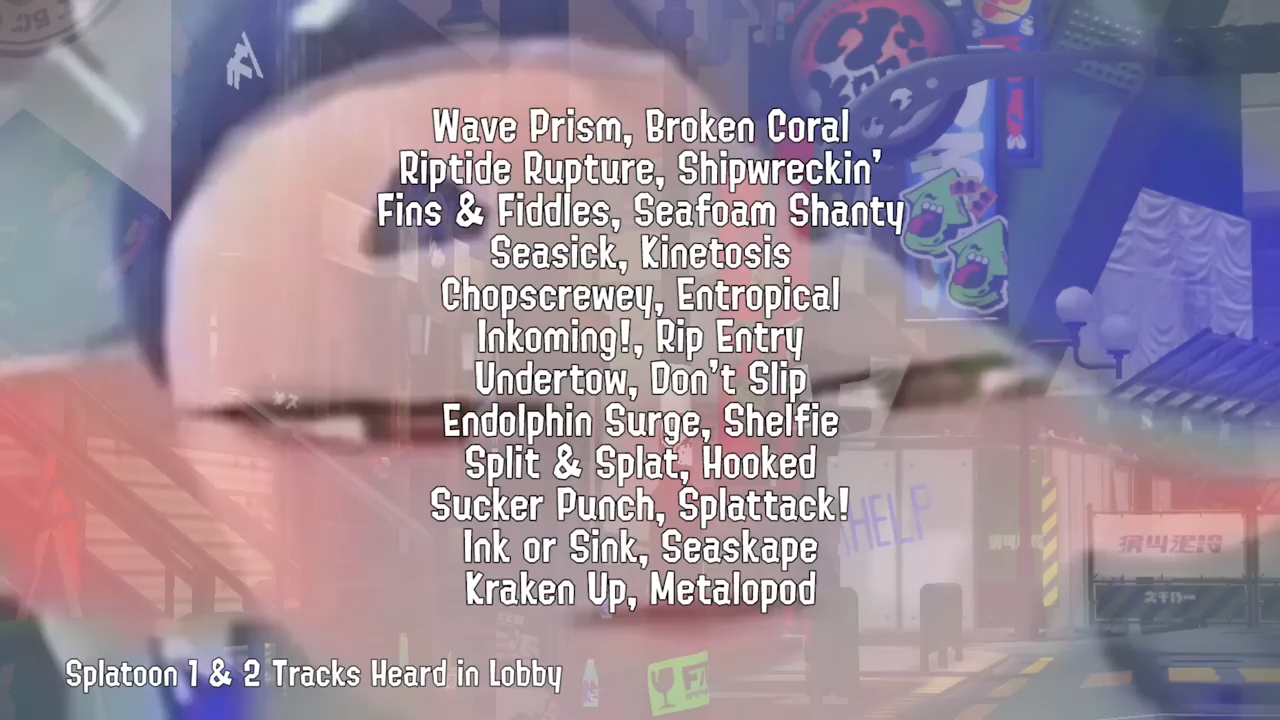 Wave Prism, Broken Coral
Riptide Rupture, Shipwreckin'
Fins & Fiddles, Seafoam Shanty
Seasick, Kinetosis
Chopscrewey, Entropical
Inkoming!, Rip Entry
Undertow, Don't Slip
Endolphin Surge, Shelfie
Split & Splat, Hooked
Sucker Punch, Splattack!
Ink or Sink, Seaskape
Kraken Up, Metalopod
HELP
Splatoon 1 & 2 Tracks Heard in Lobby